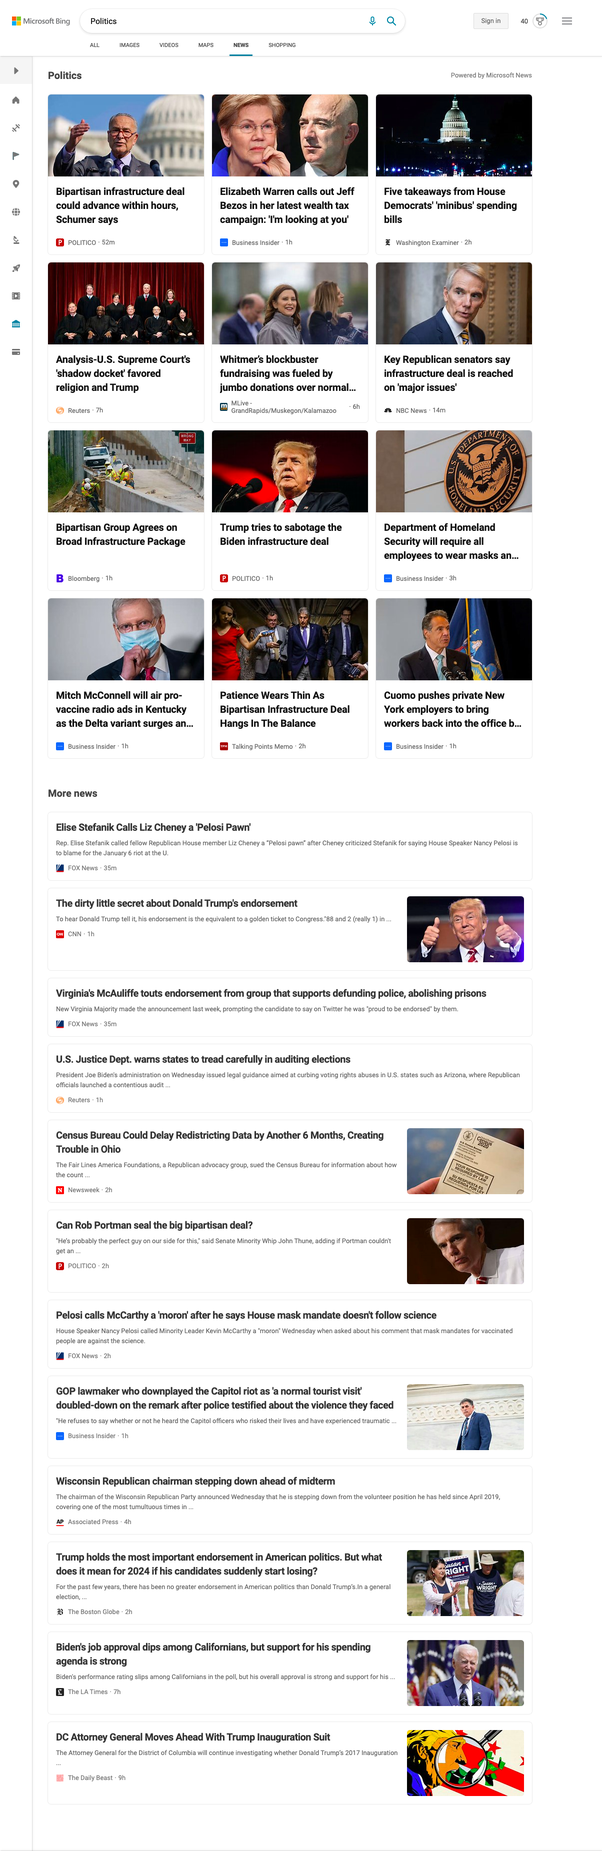 Microsoft Bing
Politics
Sign in
40
ALL
IMAGES
VIDEOS
MAPS
NEWS
SHOPPING
Politics
Powered by Microsoft News
Bipartisan infrastructure deal
could advance within hours,
Schumer says
POLITICO · 52m
Elizabeth Warren calls out Jeff
Bezos in her latest wealth tax
campaign: 'I'm looking at you'
Business Insider · 1h
Five takeaways from House
Democrats' 'minibus' spending
bills
Washington Examiner · 2h
Analysis-U.S. Supreme Court's
'shadow docket' favored
religion and Trump
Reuters · 7h
Whitmer's blockbuster
fundraising was fueled by
jumbo donations over normal...
MLive -
GrandRapids/Muskegon/Kalamazoo · 6h
Key Republican senators say
infrastructure deal is reached
on 'major issues'
NBC News · 14m
WRONG
WAY
Bipartisan Group Agrees on
Broad Infrastructure Package
Bloomberg · 1h
Trump tries to sabotage the
Biden infrastructure deal
POLITICO · 1h
U.S. DEPARTMENT OF
HOMELAND SECURITY
Department of Homeland
Security will require all
employees to wear masks an...
Business Insider · 3h
Mitch McConnell will air pro-
vaccine radio ads in Kentucky
as the Delta variant surges an...
Business Insider · 1h
Patience Wears Thin As
Bipartisan Infrastructure Deal
Hangs In The Balance
Talking Points Memo · 2h
Cuomo pushes private New
York employers to bring
workers back into the office b...
Business Insider · 1h
More news
Elise Stefanik Calls Liz Cheney a 'Pelosi Pawn'
Rep. Elise Stefanik called fellow Republican House member Liz Cheney a "Pelosi pawn" after Cheney criticized Stefanik for saying House Speaker Nancy Pelosi is
to blame for the January 6 riot at the U.
FOX News · 35m
The dirty little secret about Donald Trump's endorsement
To hear Donald Trump tell it, his endorsement is the equivalent to a golden ticket to Congress."88 and 2 (really 1) in ...
CNN · 1h
Virginia's McAuliffe touts endorsement from group that supports defunding police, abolishing prisons
New Virginia Majority made the announcement last week, prompting the candidate to say on Twitter he was "proud to be endorsed" by them.
FOX News · 35m
U.S. Justice Dept. warns states to tread carefully in auditing elections
President Joe Biden's administration on Wednesday issued legal guidance aimed at curbing voting rights abuses in U.S. states such as Arizona, where Republican
officials launched a contentious audit ...
Reuters · 1h
Census Bureau Could Delay Redistricting Data by Another 6 Months, Creating
Trouble in Ohio
The Fair Lines America Foundations, a Republican advocacy group, sued the Census Bureau for information about how
the count ...
Newsweek · 2h
Can Rob Portman seal the big bipartisan deal?
"He's probably the perfect guy on our side for this," said Senate Minority Whip John Thune, adding if Portman couldn't
get an ...
POLITICO · 2h
Pelosi calls McCarthy a 'moron' after he says House mask mandate doesn't follow science
House Speaker Nancy Pelosi called Minority Leader Kevin McCarthy a "moron" Wednesday when asked about his comment that mask mandates for vaccinated
people are against the science.
FOX News · 2h
GOP lawmaker who downplayed the Capitol riot as 'a normal tourist visit'
doubled-down on the remark after police testified about the violence they faced
"He refuses to say whether or not he heard the Capitol officers who risked their lives and have experienced traumatic ...
Business Insider · 1h
Wisconsin Republican chairman stepping down ahead of midterm
The chairman of the Wisconsin Republican Party announced Wednesday that he is stepping down from the volunteer position he has held since April 2019,
covering one of the most tumultuous times in ...
AP Associated Press · 4h
Trump holds the most important endorsement in American politics. But what
does it mean for 2024 if his candidates suddenly start losing?
For the past few years, there has been no greater endorsement in American politics than Donald Trump's.In a general
election, ...
The Boston Globe · 2h
SUSAN
WRIGHT
WRIGHT
Biden's job approval dips among Californians, but support for his spending
agenda is strong
Biden's performance rating slips among Californians in the poll, but his overall approval is strong and support for his ...
The LA Times · 7h
DC Attorney General Moves Ahead With Trump Inauguration Suit
The Attorney General for the District of Columbia will continue investigating whether Donald Trump's 2017 Inauguration
...
The Daily Beast · 9h